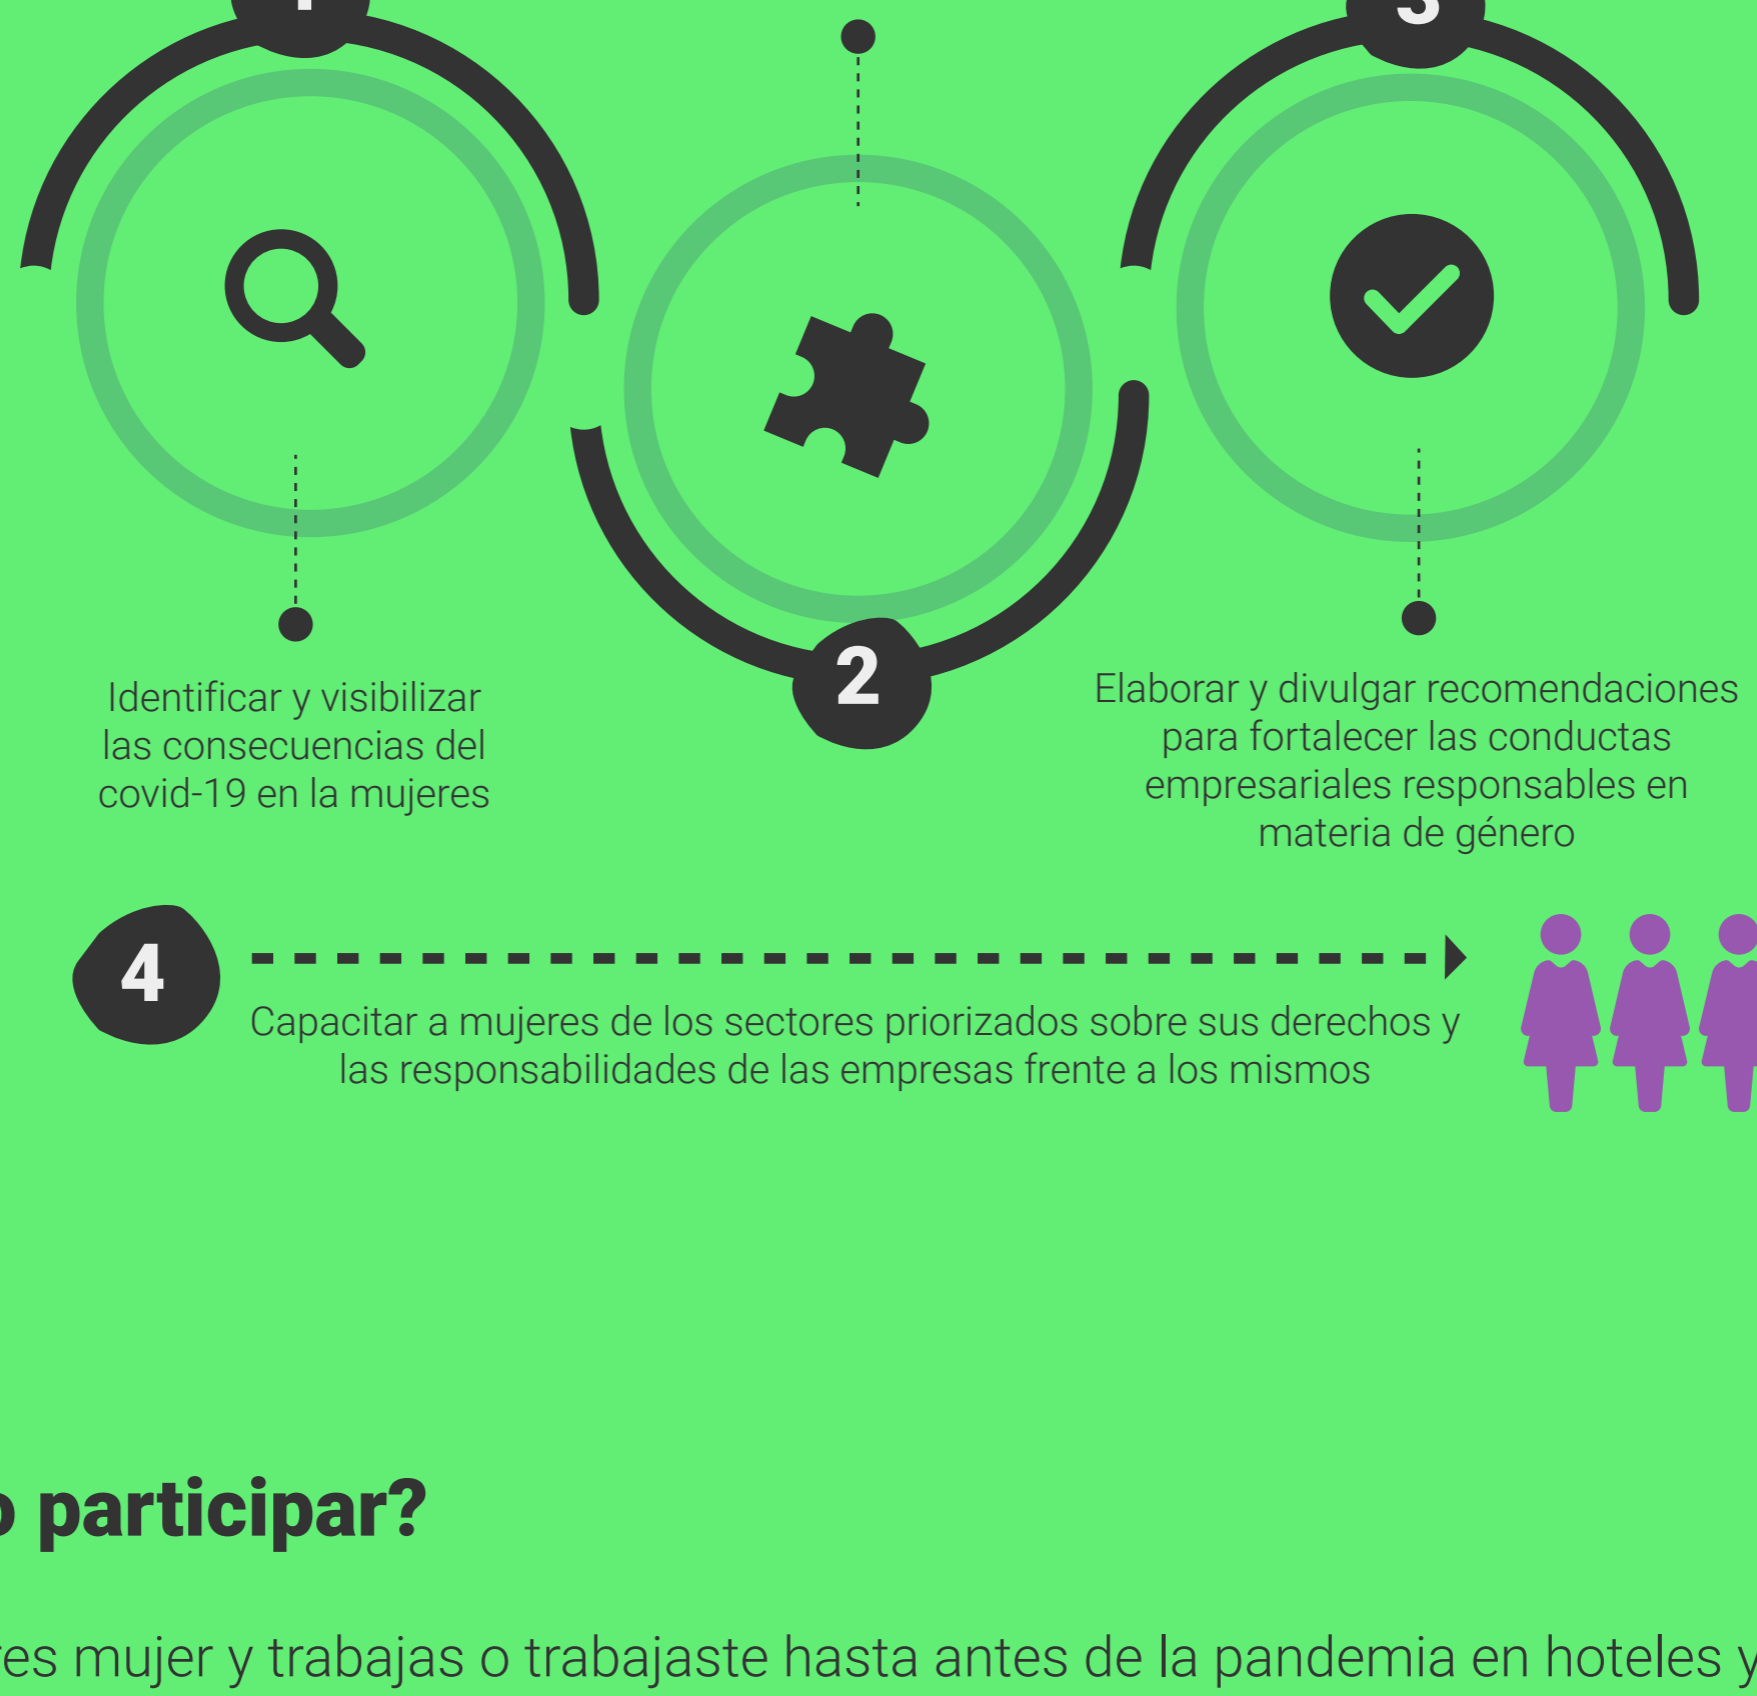 1
3
2
Identificar y visibilizar
las consecuencias del
covid-19 en la mujeres
Elaborar y divulgar recomendaciones
para fortalecer las conductas
empresariales responsables en
materia de género
4
Capacitar a mujeres de los sectores priorizados sobre sus derechos y
las responsabilidades de las empresas frente a los mismos
participar?
mujer y trabajas o trabajaste hasta antes de la pandemia en hoteles y